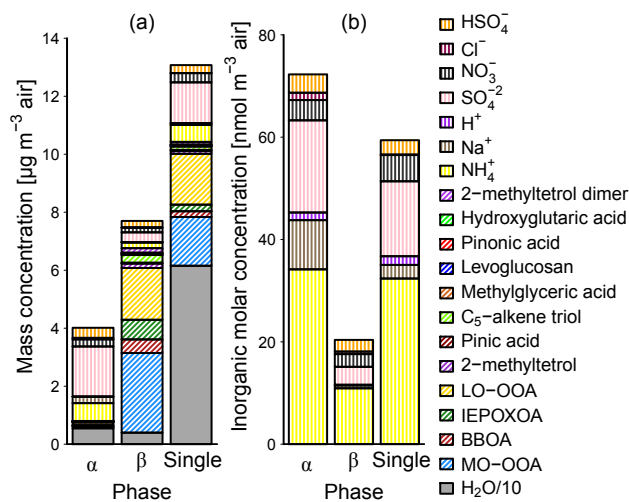 (a)
Mass concentration [µg m⁻³ air]
14
12
10
8
6
4
2
0
α β Single
Phase
(b)
Inorganic molar concentration [nmol m⁻³ air]
80
60
40
20
0
α β Single
Phase
HSO₄⁻
Cl⁻
NO₃⁻
SO₄⁻²
H⁺
Na⁺
NH₄⁺
2−methyltetrol dimer
Hydroxyglutaric acid
Pinonic acid
Levoglucosan
Methylglyceric acid
C₅−alkene triol
Pinic acid
2−methyltetrol
LO−OOA
IEPOXOA
BBOA
MO−OOA
H₂O/10